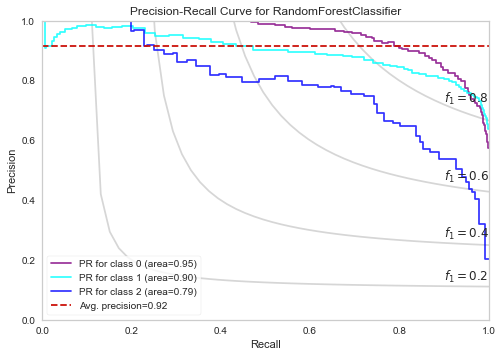 Precision-Recall Curve for RandomForestClassifier
1.0
0.8
0.6
0.4
0.2
0.0
Precision
f1=0.8
f1=0.6
f1=0.4
f1=0.2
PR for class 0 (area=0.95)
PR for class 1 (area=0.90)
PR for class 2 (area=0.79)
Avg. precision=0.92
0.0 0.2 0.4 0.6 0.8 1.0
Recall